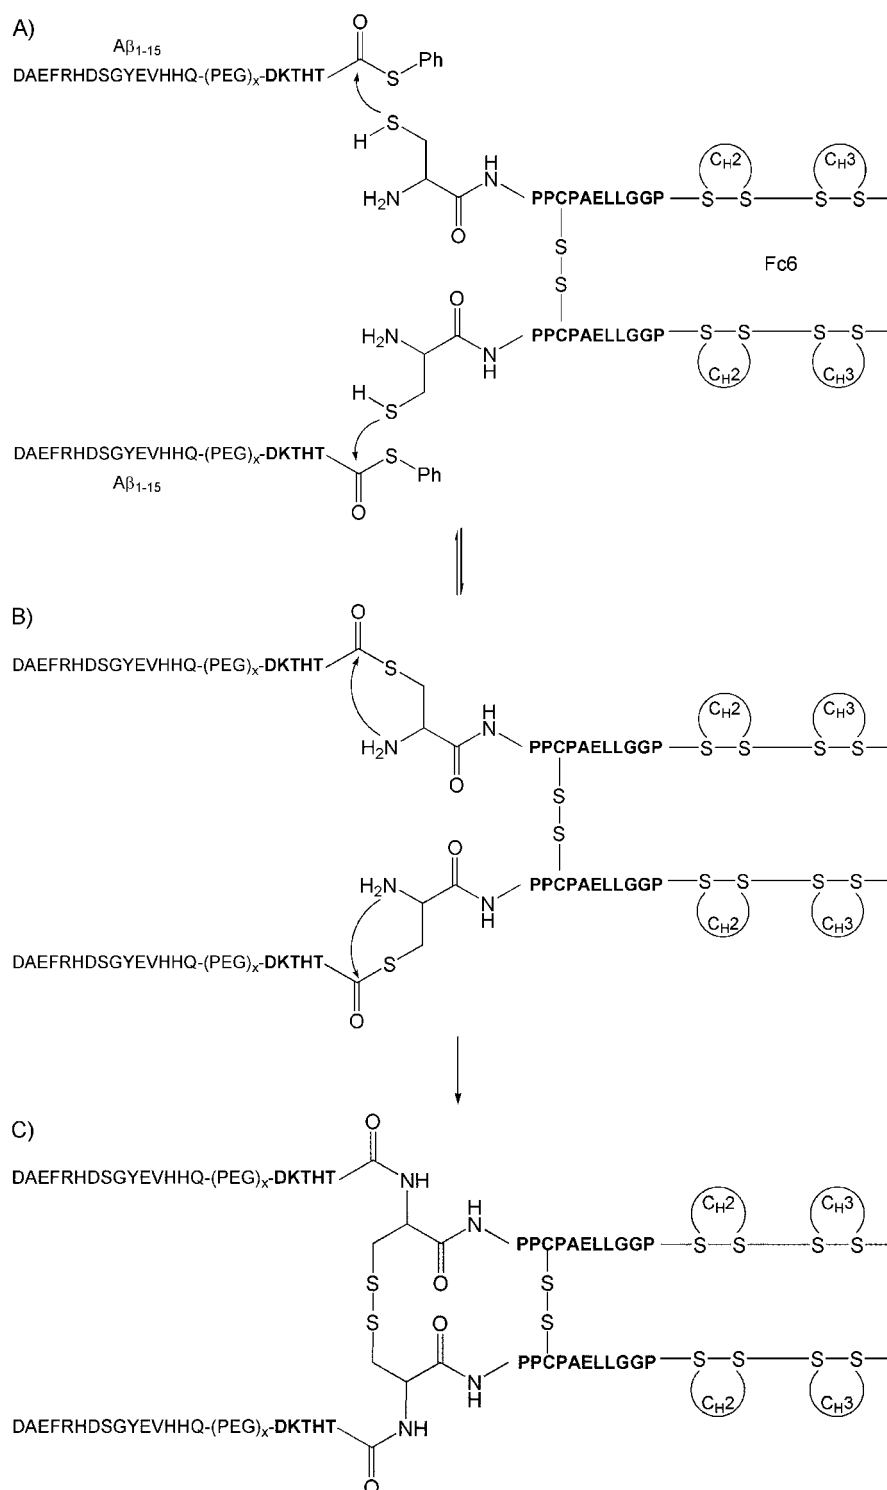 A)
Aβ1-15
DAEFRHDSGYEVHHQ-(PEG)x-DKTHT
O
S
Ph
H
S
H2N
O
H
N
PPCPAELLGGP
S
S
CH2
S
S
CH3
S
S
Fc6
H2N
O
N
H
PPCPAELLGGP
S
S
CH2
S
S
CH3
H
S
DAEFRHDSGYEVHHQ-(PEG)x-DKTHT
Aβ1-15
O
S
Ph
B)
DAEFRHDSGYEVHHQ-(PEG)x-DKTHT
O
S
H2N
O
H
N
PPCPAELLGGP
S
S
CH2
S
S
CH3
S
S
H2N
O
N
H
PPCPAELLGGP
S
S
CH2
S
S
CH3
DAEFRHDSGYEVHHQ-(PEG)x-DKTHT
O
S
C)
DAEFRHDSGYEVHHQ-(PEG)x-DKTHT
O
NH
O
H
N
PPCPAELLGGP
S
S
CH2
S
S
CH3
S
S
S
S
O
N
H
PPCPAELLGGP
S
S
CH2
S
S
CH3
NH
DAEFRHDSGYEVHHQ-(PEG)x-DKTHT
O